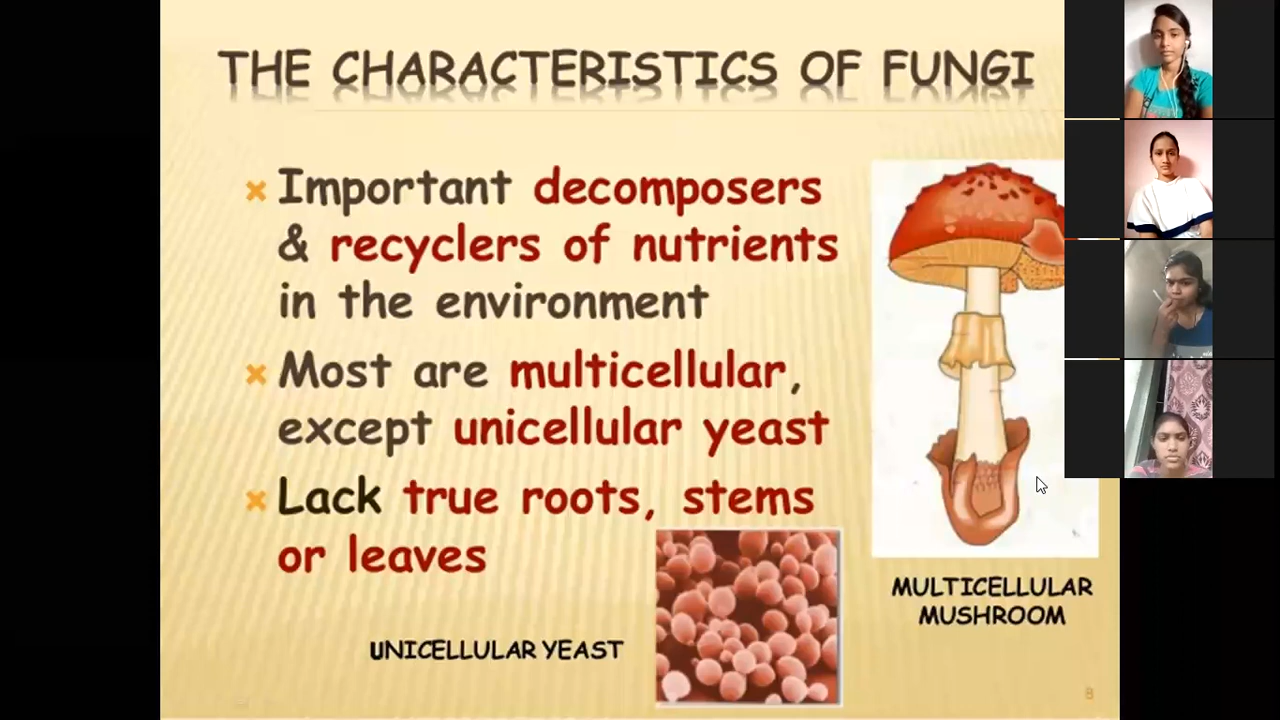 THE CHARACTERISTICS OF FUNGI
Important decomposers
& recyclers of nutrients
in the environment
Most are multicellular,
except unicellular yeast
Lack true roots, stems
or leaves
UNICELLULAR YEAST
MULTICELLULAR
MUSHROOM
8